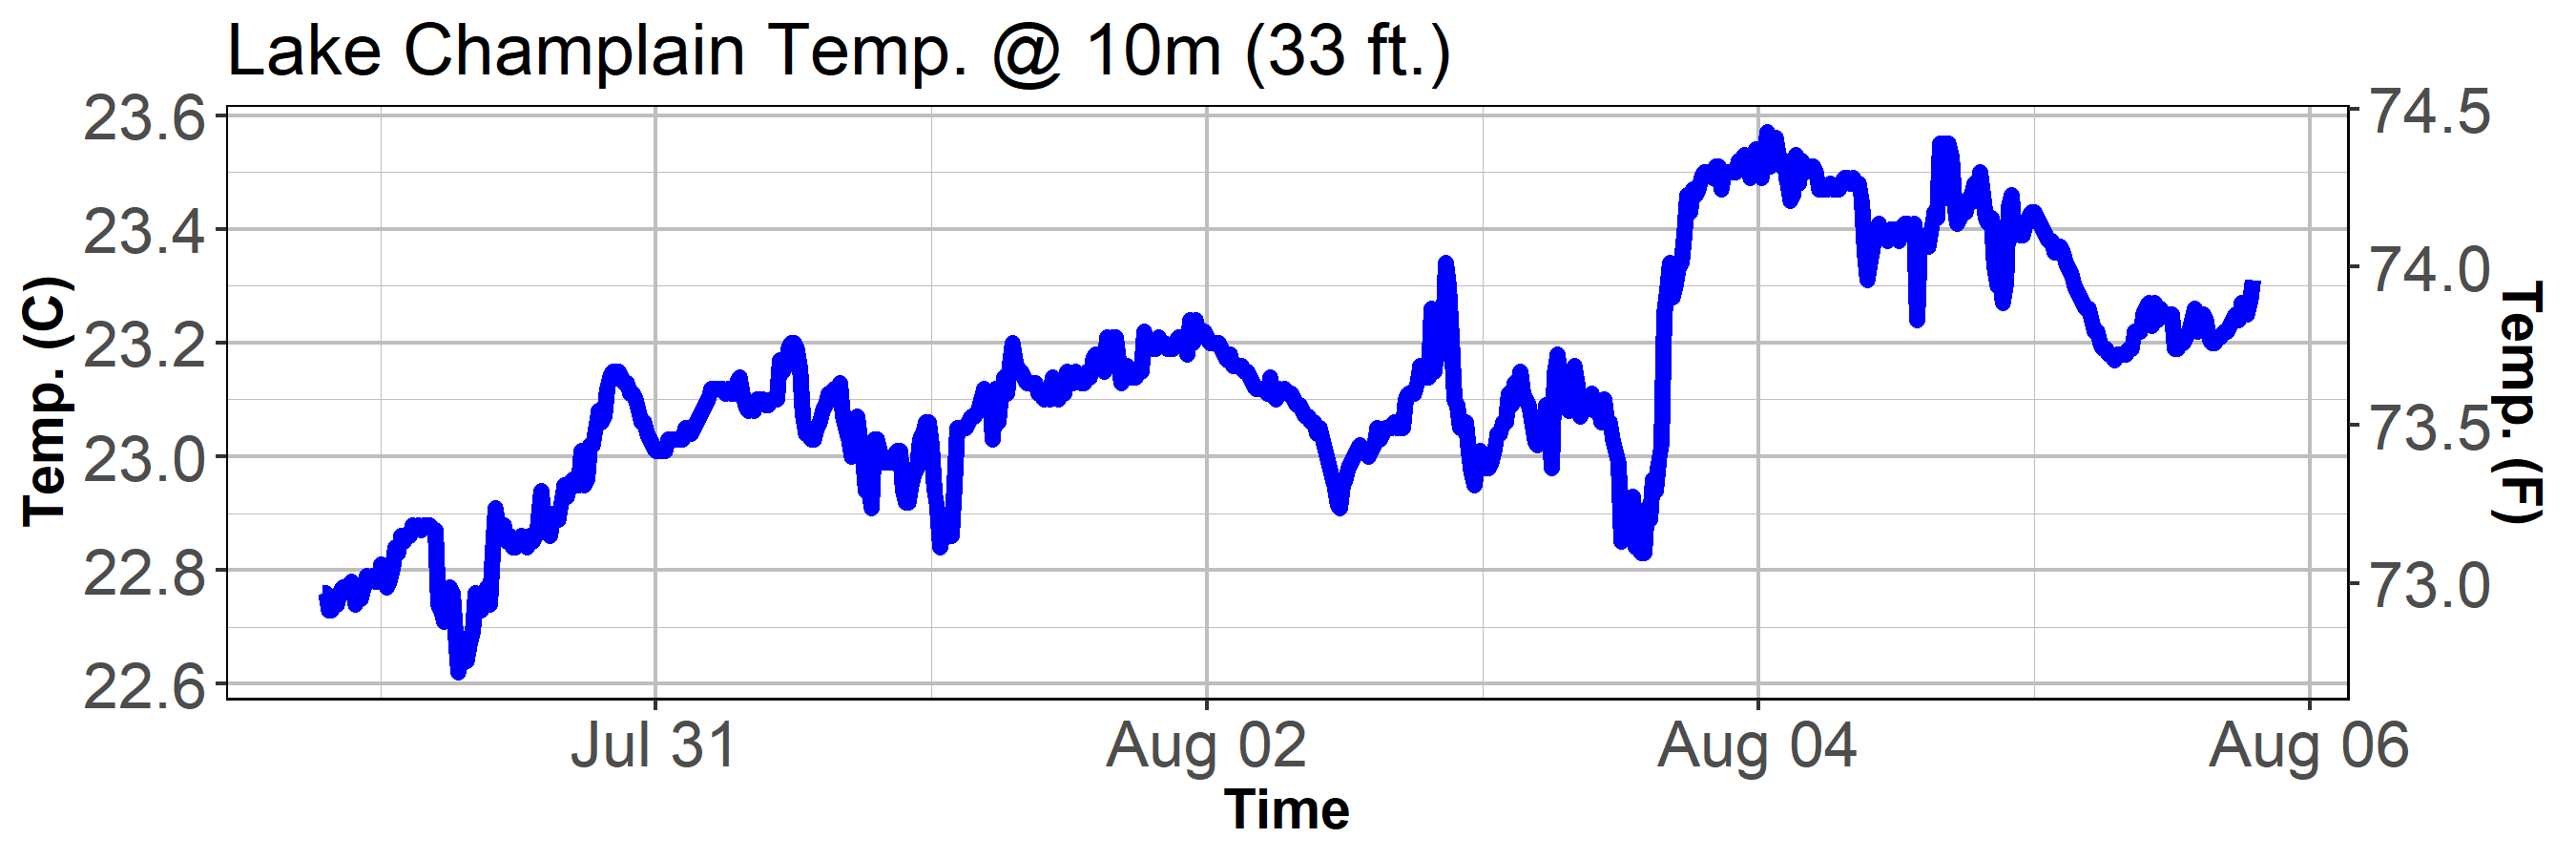 Lake Champlain Temp. @ 10m (33 ft.)
23.6
23.4
23.2
23.0
22.8
22.6
Temp. (C)
74.5
74.0
73.5
73.0
Temp. (F)
Jul 31
Aug 02
Aug 04
Aug 06
Time